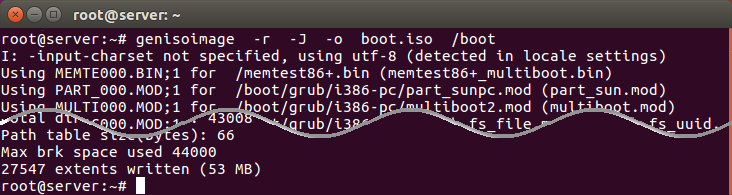 root@server: ~
root@server:~# genisoimage -r -J -o boot.iso /boot
I: -input-charset not specified, using utf-8 (detected in locale settings)
Using MEMTE000.BIN;1 for /memtest86+.bin (memtest86+_multiboot.bin)
Using PART_000.MOD;1 for /boot/grub/i386-pc/part_sunpc.mod (part_sun.mod)
Using MULTI000.MOD;1 for /boot/grub/i386-pc/multiboot2.mod (multiboot.mod)
43008
Path table size(bytes): 66
Max brk space used 44000
27547 extents written (53 MB)
root@server:~#